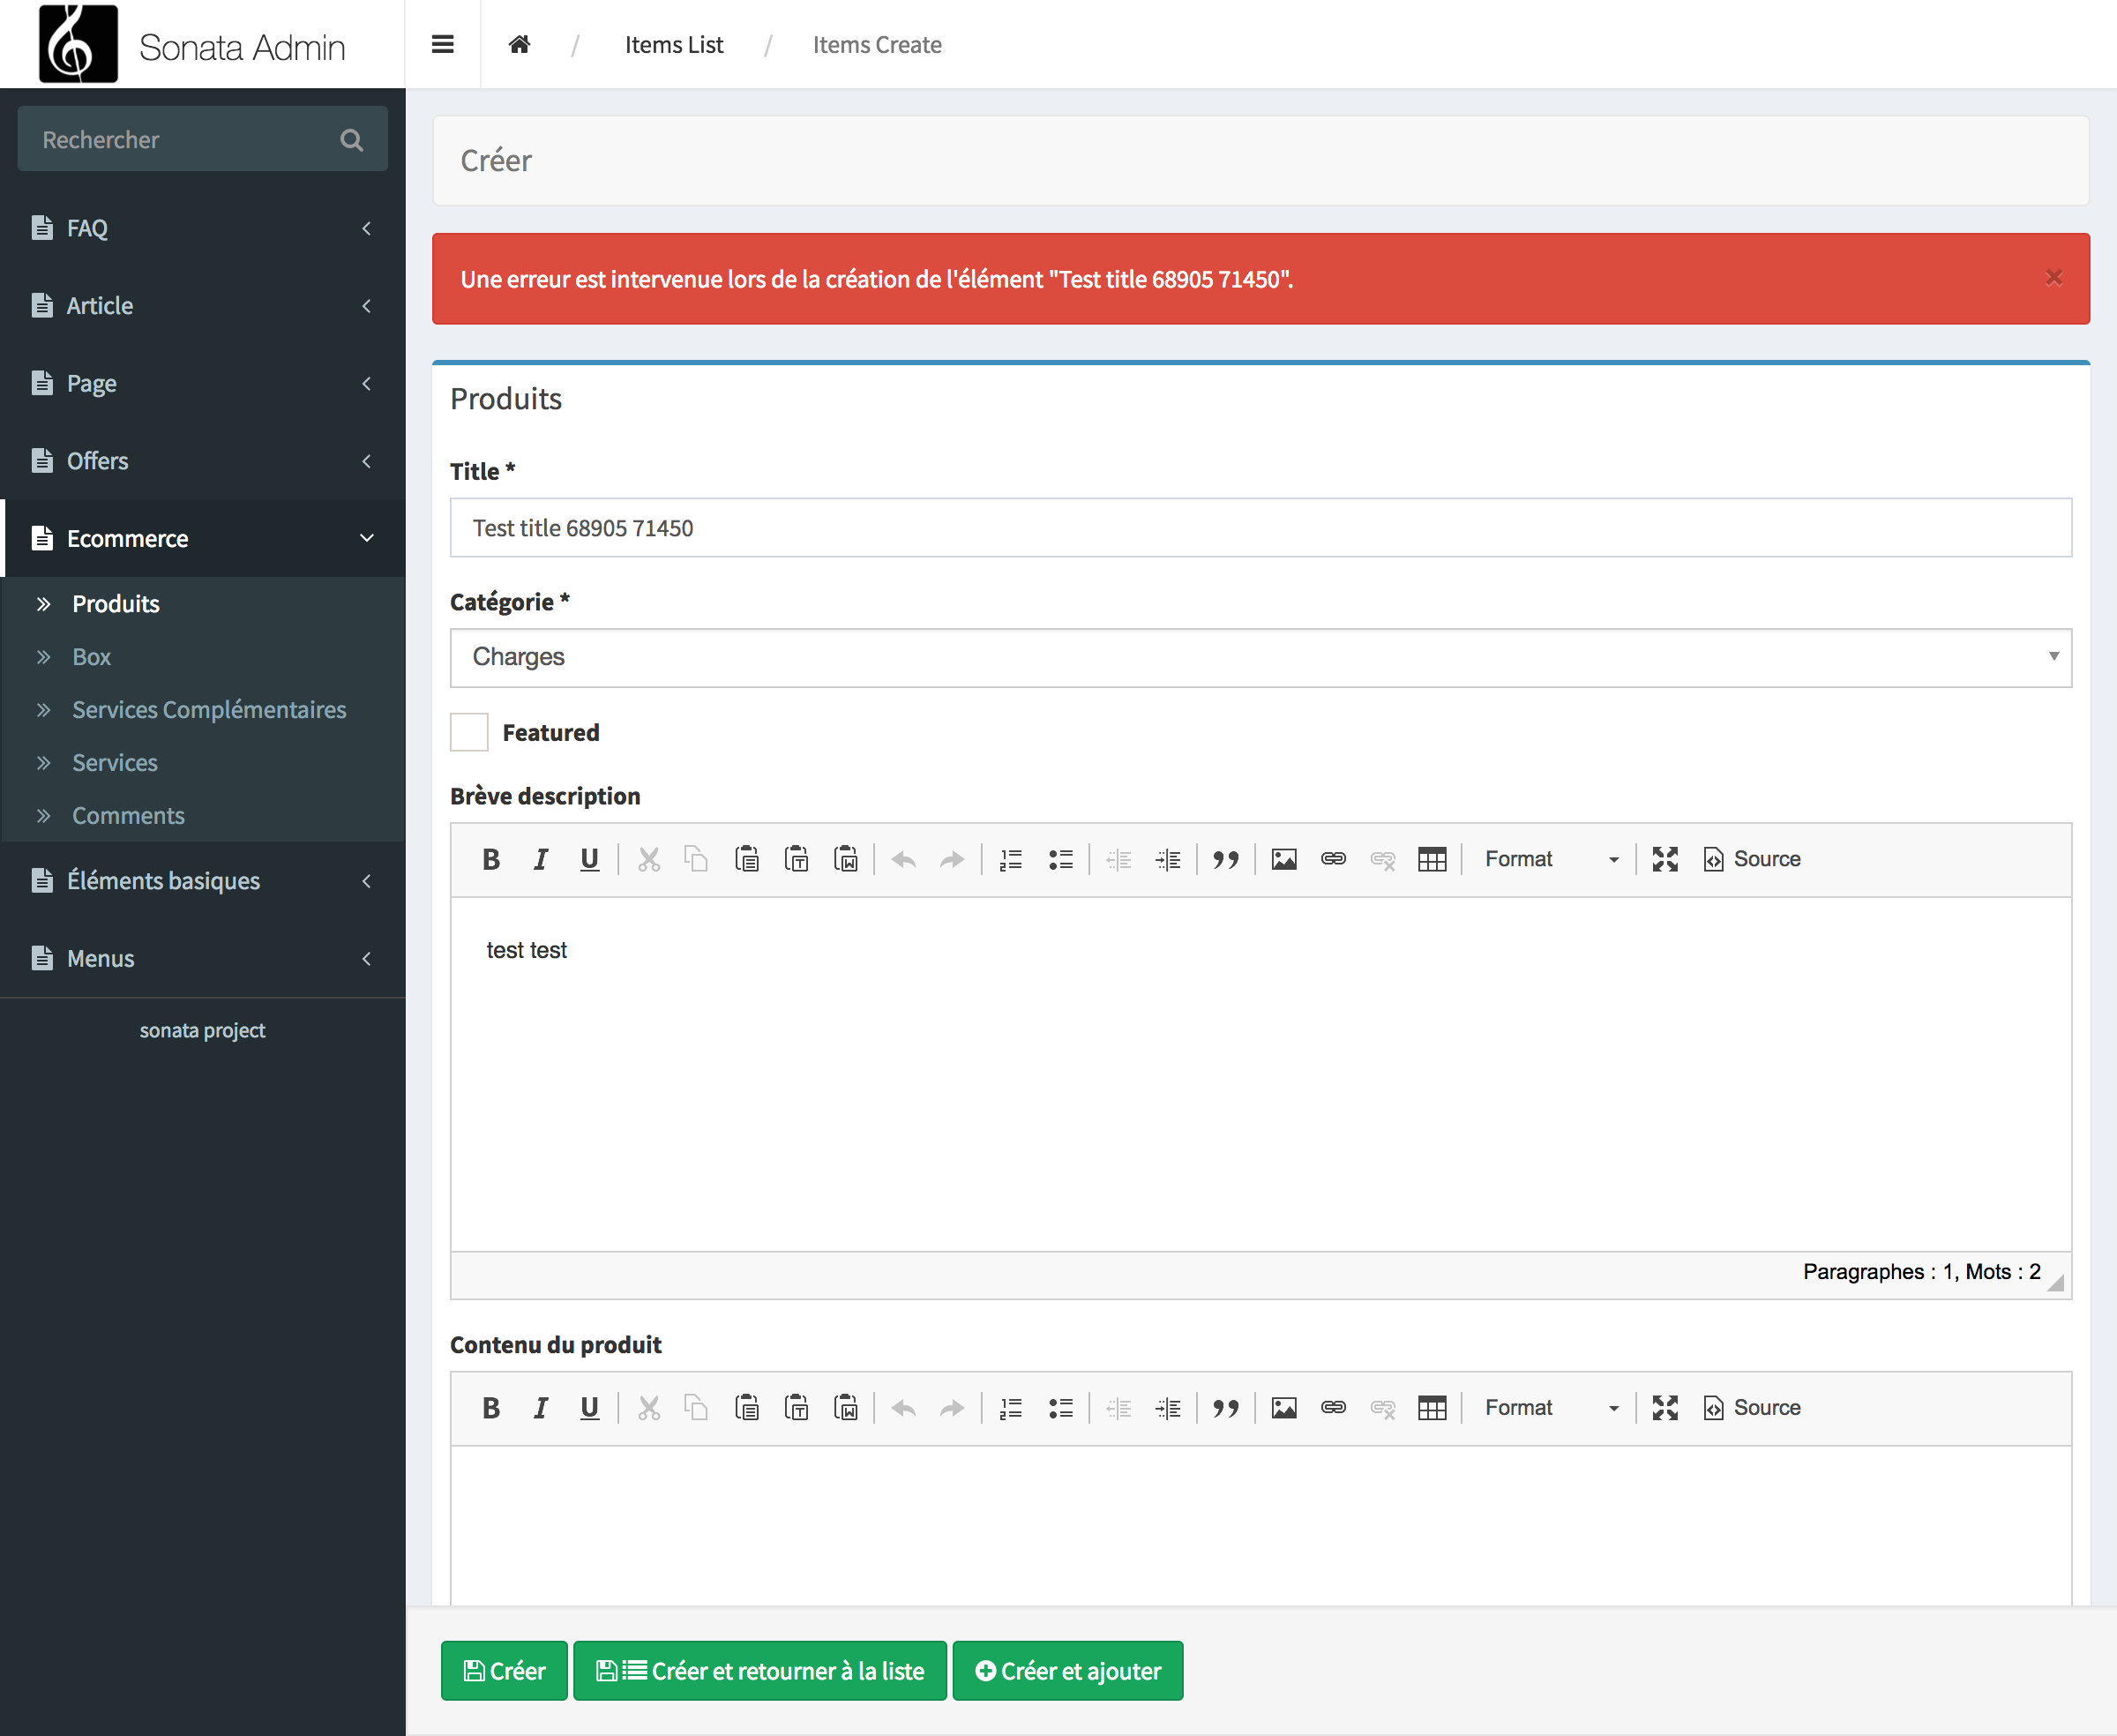 Sonata Admin
/ Items List / Items Create
Rechercher
FAQ
Article
Page
Offers
Ecommerce
Produits
Box
Services Complémentaires
Services
Comments
Éléments basiques
Menus
sonata project
Créer
Une erreur est intervenue lors de la création de l'élément "Test title 68905 71450".
×
Produits
Title *
Test title 68905 71450
Catégorie *
Charges
Featured
Brève description
B I U Format Source
test test
Paragraphes : 1, Mots : 2
Contenu du produit
B I U Format Source
Créer
Créer et retourner à la liste
Créer et ajouter